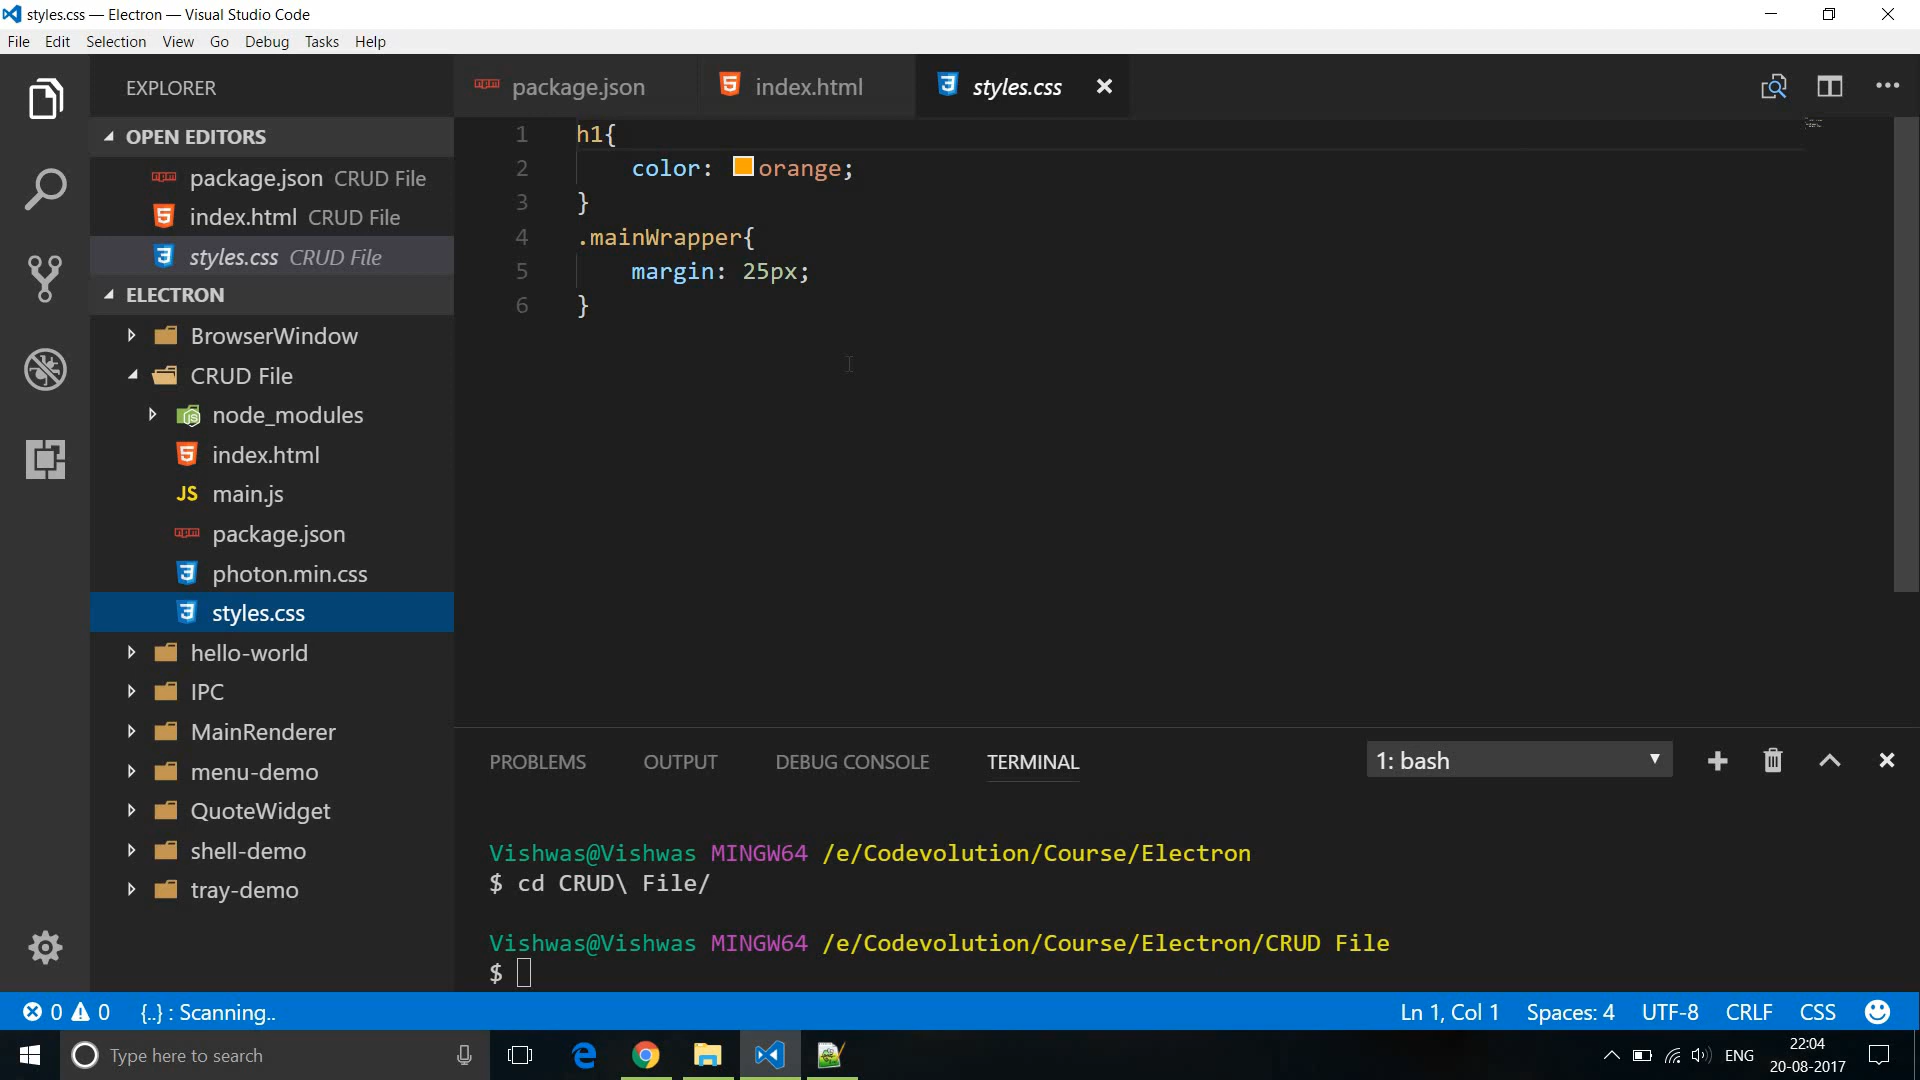 styles.css — Electron — Visual Studio Code
File Edit Selection View Go Debug Tasks Help
EXPLORER
OPEN EDITORS
package.json CRUD File
index.html CRUD File
styles.css CRUD File
ELECTRON
BrowserWindow
CRUD File
node_modules
index.html
JS main.js
package.json
photon.min.css
styles.css
hello-world
IPC
MainRenderer
menu-demo
QuoteWidget
shell-demo
tray-demo
package.json index.html styles.css
1 h1{
2 color: orange;
3 }
4 .mainWrapper{
5 margin: 25px;
6 }
PROBLEMS OUTPUT DEBUG CONSOLE TERMINAL 1: bash
Vishwas@Vishwas MINGW64 /e/Codevolution/Course/Electron
$ cd CRUD\ File/
Vishwas@Vishwas MINGW64 /e/Codevolution/Course/Electron/CRUD File
$
0 0 {..} : Scanning.. Ln 1, Col 1 Spaces: 4 UTF-8 CRLF CSS
Type here to search ENG 22:04
20-08-2017